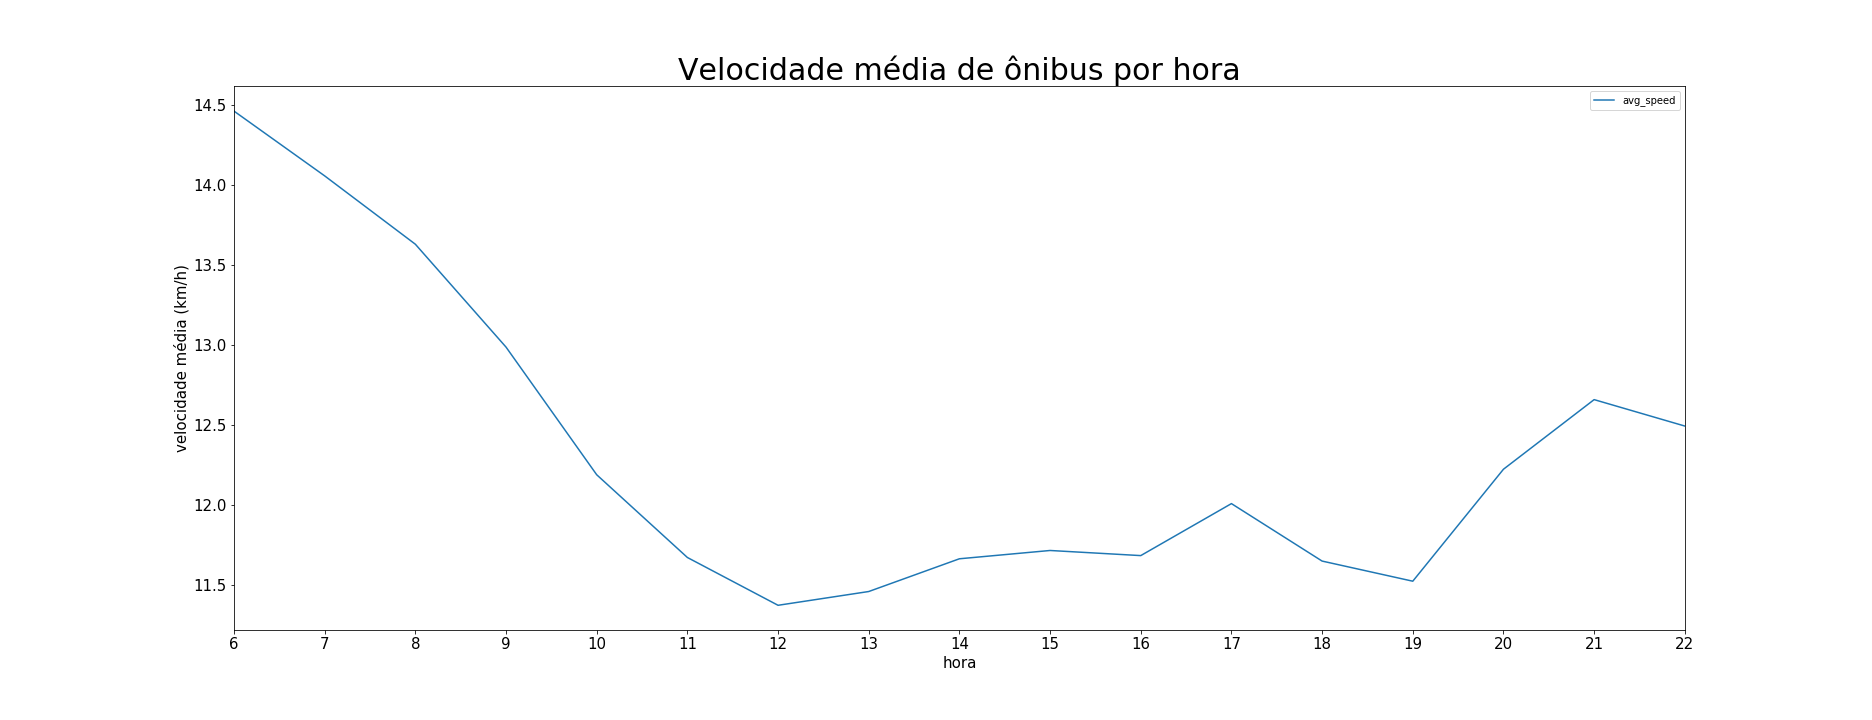 Velocidade média de ônibus por hora
avg_speed
velocidade média (km/h)
14.5
14.0
13.5
13.0
12.5
12.0
11.5
6 7 8 9 10 11 12 13 14 15 16 17 18 19 20 21 22
hora